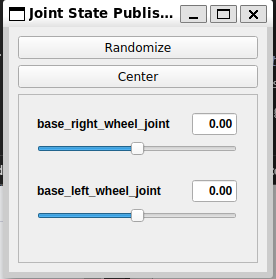 Joint State Publis...
Randomize
Center
base_right_wheel_joint 0.00
base_left_wheel_joint 0.00